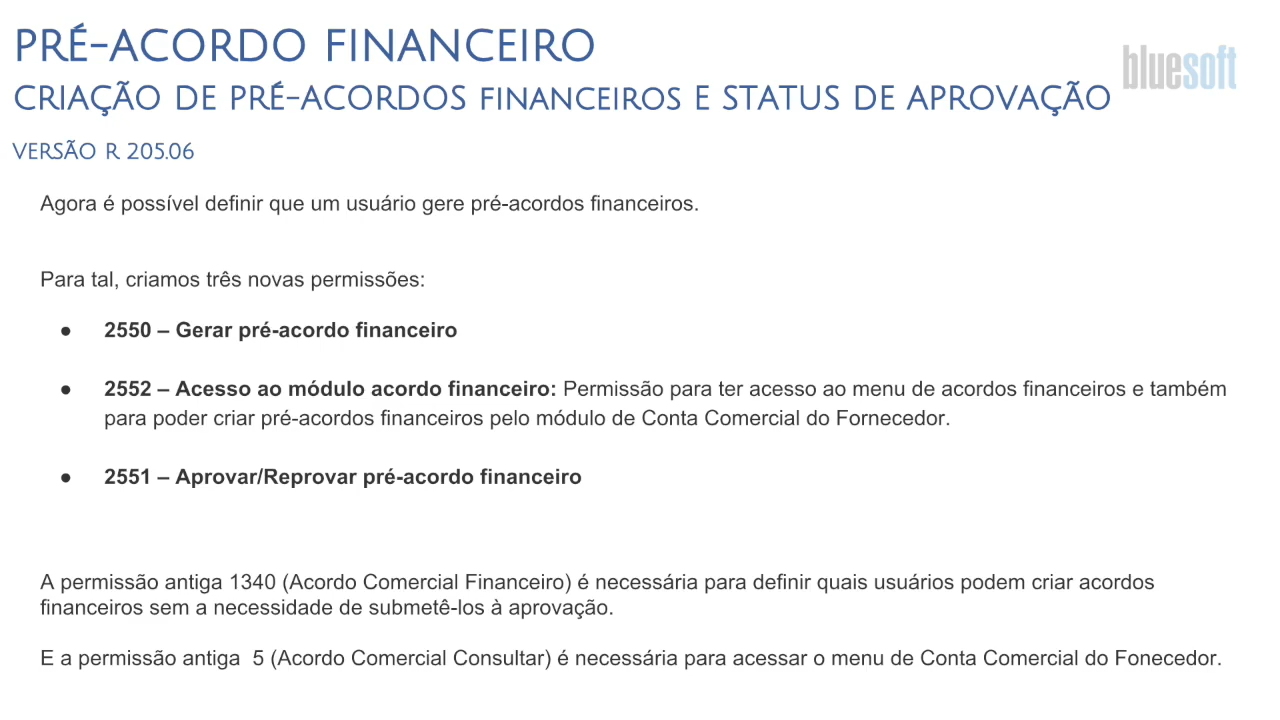 PRÉ-ACORDO FINANCEIRO
CRIAÇÃO DE PRÉ-ACORDOS FINANCEIROS E STATUS DE APROVAÇÃO
bluesoft
VERSÃO R 205.06
Agora é possível definir que um usuário gere pré-acordos financeiros.
Para tal, criamos três novas permissões:
● 2550 – Gerar pré-acordo financeiro
● 2552 – Acesso ao módulo acordo financeiro: Permissão para ter acesso ao menu de acordos financeiros e também
para poder criar pré-acordos financeiros pelo módulo de Conta Comercial do Fornecedor.
● 2551 – Aprovar/Reprovar pré-acordo financeiro
A permissão antiga 1340 (Acordo Comercial Financeiro) é necessária para definir quais usuários podem criar acordos
financeiros sem a necessidade de submetê-los à aprovação.
E a permissão antiga  5 (Acordo Comercial Consultar) é necessária para acessar o menu de Conta Comercial do Fonecedor.